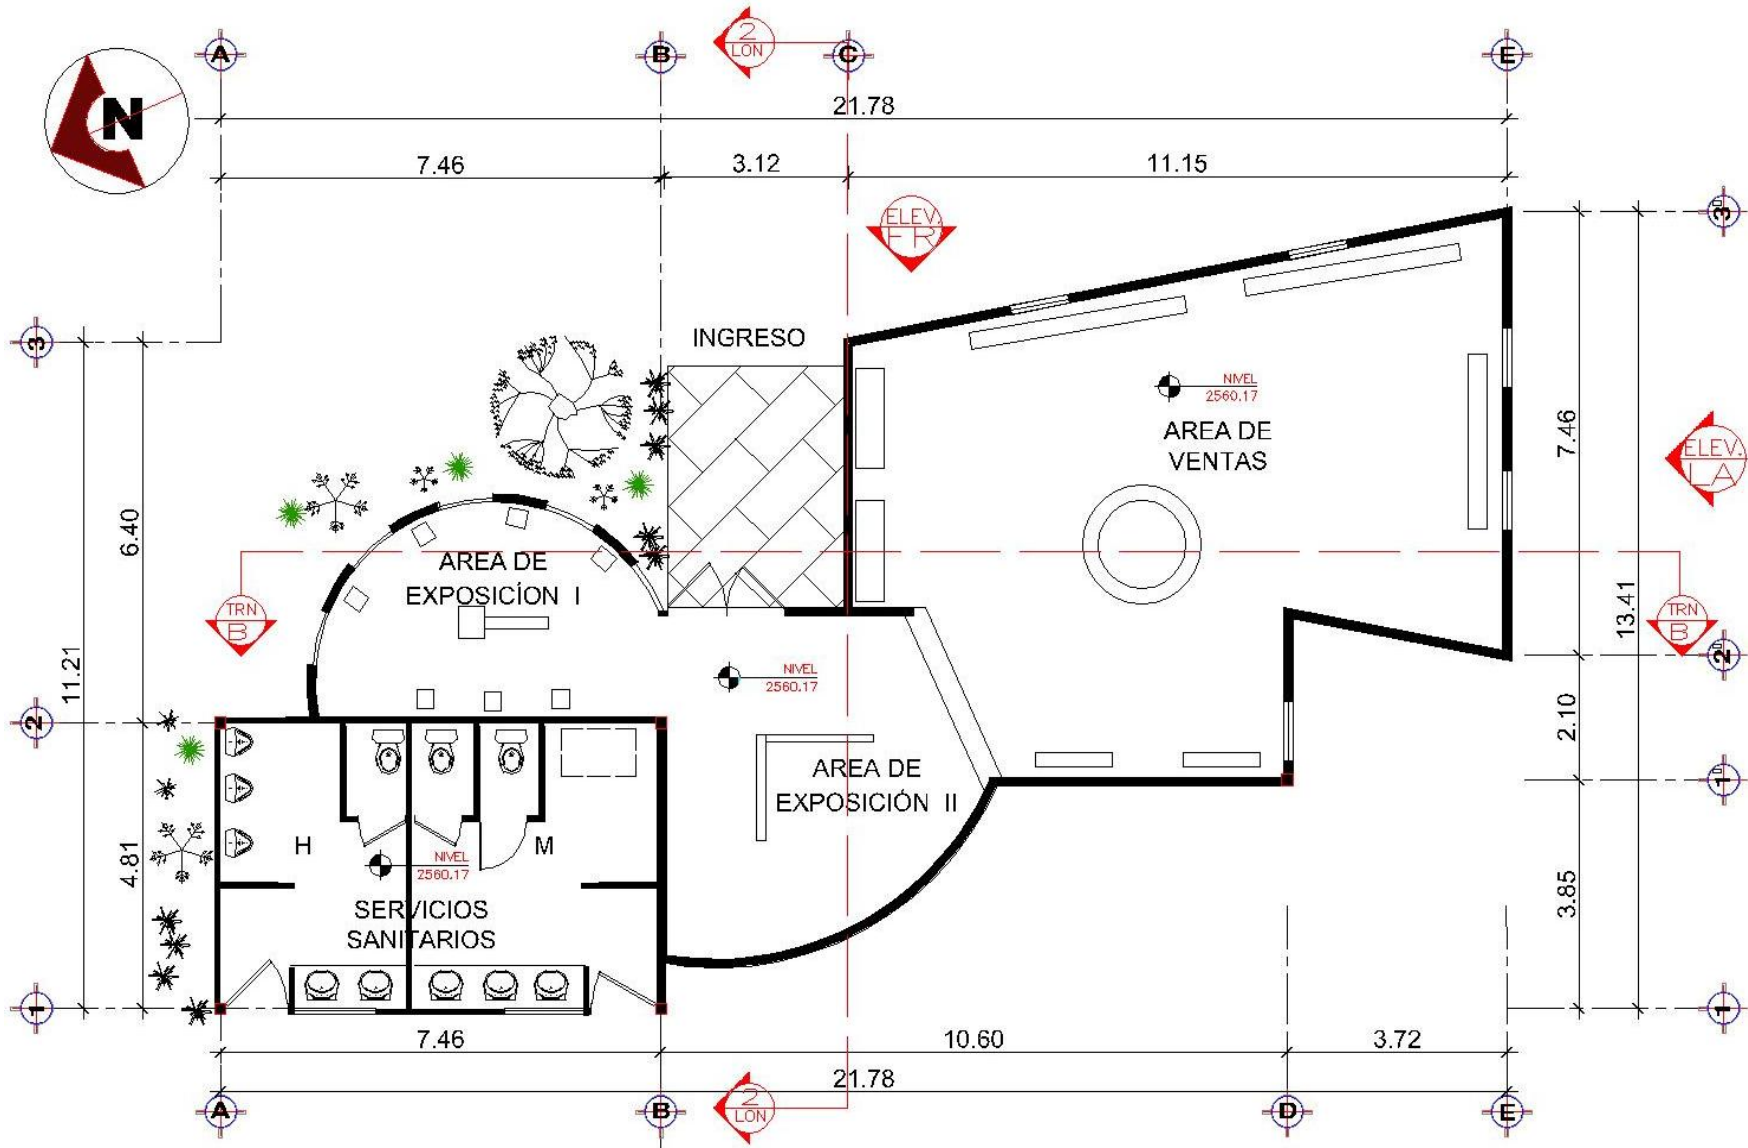 A
B
2
LON
C
E
N
21.78
7.46
3.12
11.15
ELEV.
FR
3
3
INGRESO
NIVEL
2560.17
AREA DE
VENTAS
7.46
ELEV.
LA
6.40
AREA DE
EXPOSICÍON I
TRN
B
TRN
B
13.41
11.21
NIVEL
2560.17
2
2
2.10
AREA DE
EXPOSICIÓN II
1
4.81
H
M
NIVEL
2560.17
3.85
SERVICIOS
SANITARIOS
1
1
7.46
10.60
3.72
21.78
A
B
2
LON
D
E